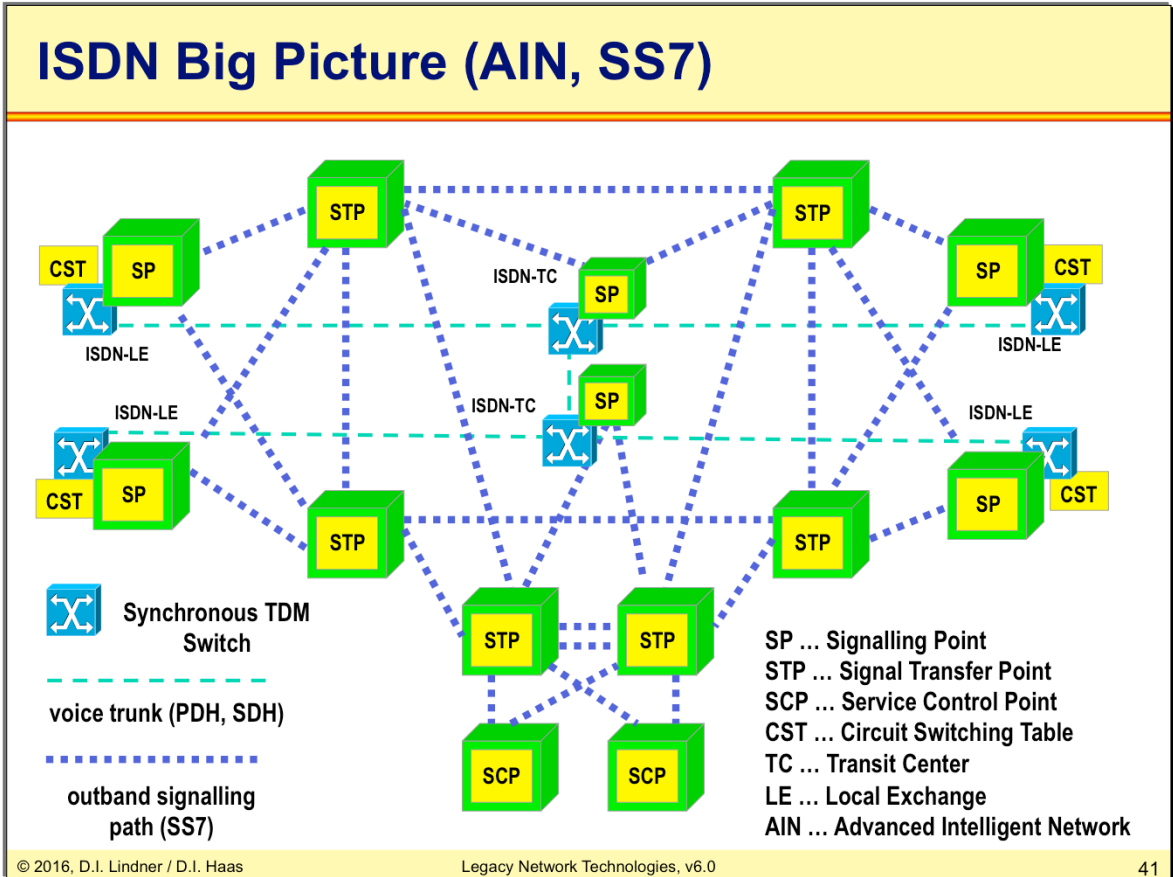 ISDN Big Picture (AIN, SS7)
STP
STP
CST
SP
ISDN-TC
SP
SP
CST
ISDN-LE
ISDN-LE
ISDN-LE
ISDN-TC
SP
ISDN-LE
CST
SP
SP
CST
STP
STP
Synchronous TDM
Switch
STP
STP
voice trunk (PDH, SDH)
SCP
SCP
outband signalling
path (SS7)
SP ... Signalling Point
STP ... Signal Transfer Point
SCP ... Service Control Point
CST ... Circuit Switching Table
TC ... Transit Center
LE ... Local Exchange
AIN ... Advanced Intelligent Network
© 2016, D.I. Lindner / D.I. Haas
Legacy Network Technologies, v6.0
41